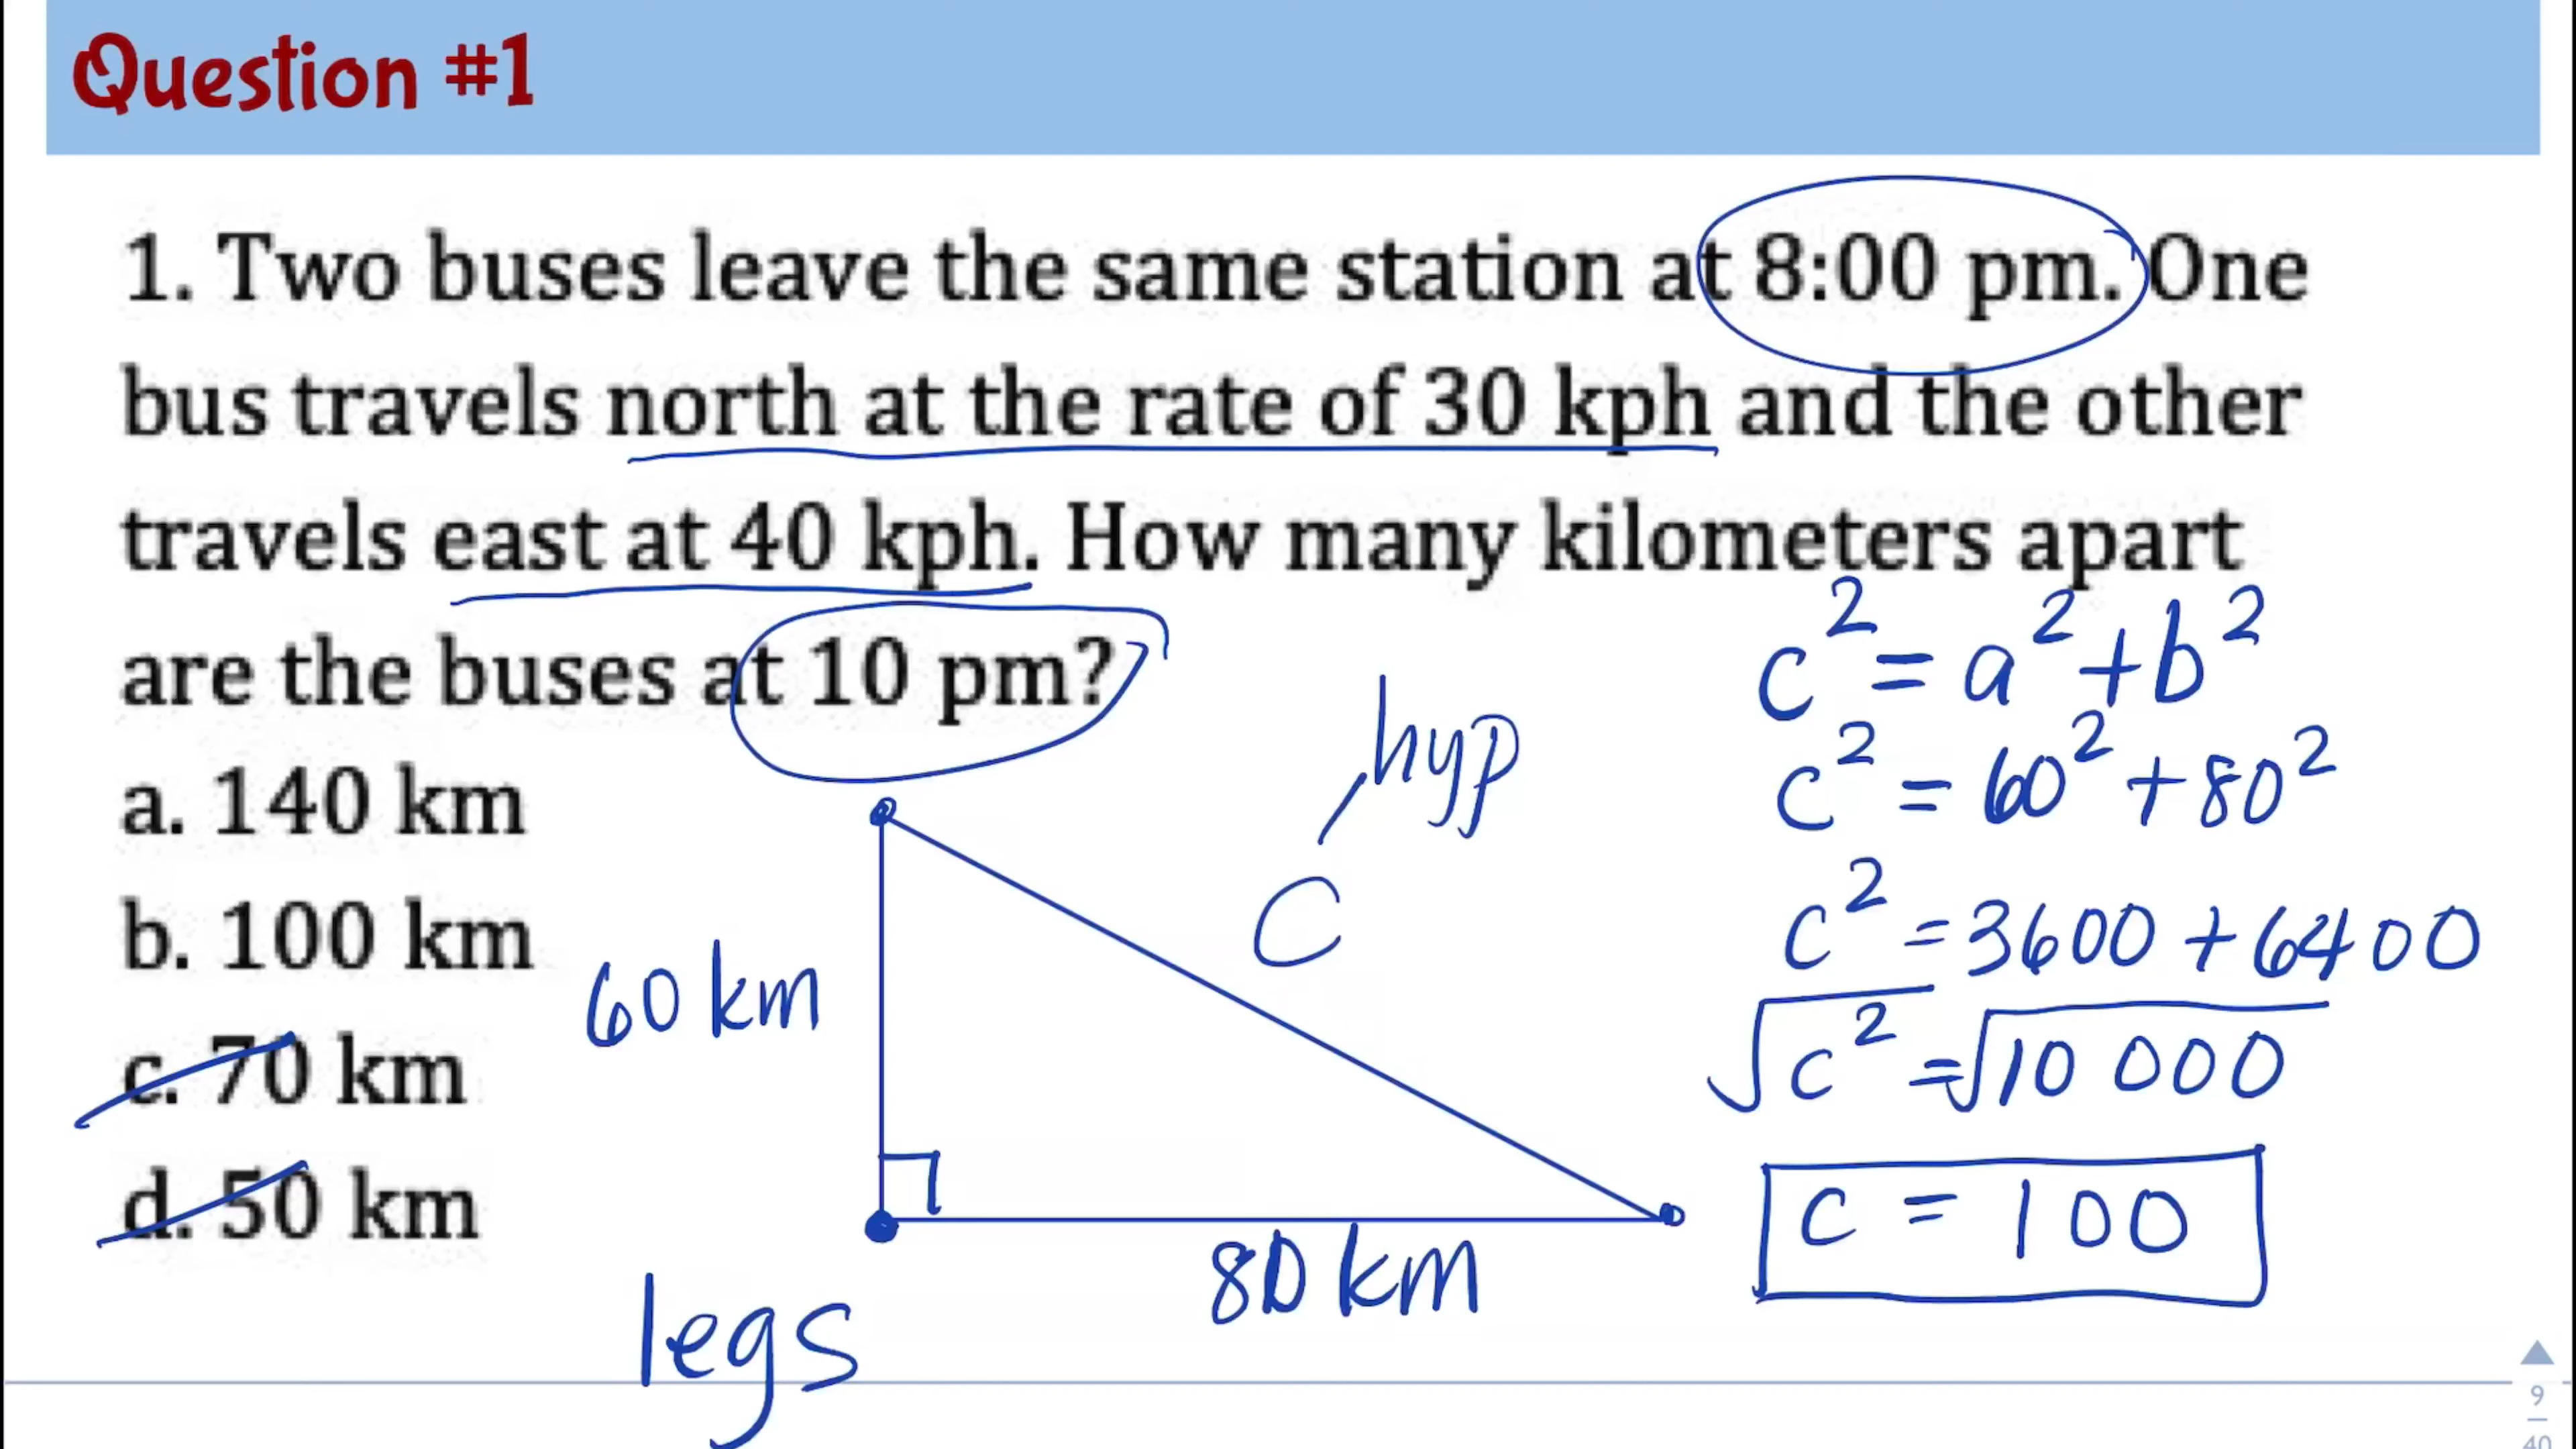 Question #1
1. Two buses leave the same station at 8:00 pm. One
bus travels north at the rate of 30 kph and the other
travels east at 40 kph. How many kilometers apart
are the buses at 10 pm?
a. 140 km
b. 100 km
c. 70 km
d. 50 km
hyp
C
60 km
80 km
legs
c² = a² + b²
c² = 60² + 80²
c² = 3600 + 6400
√c² = √10 000
c = 100
9
40